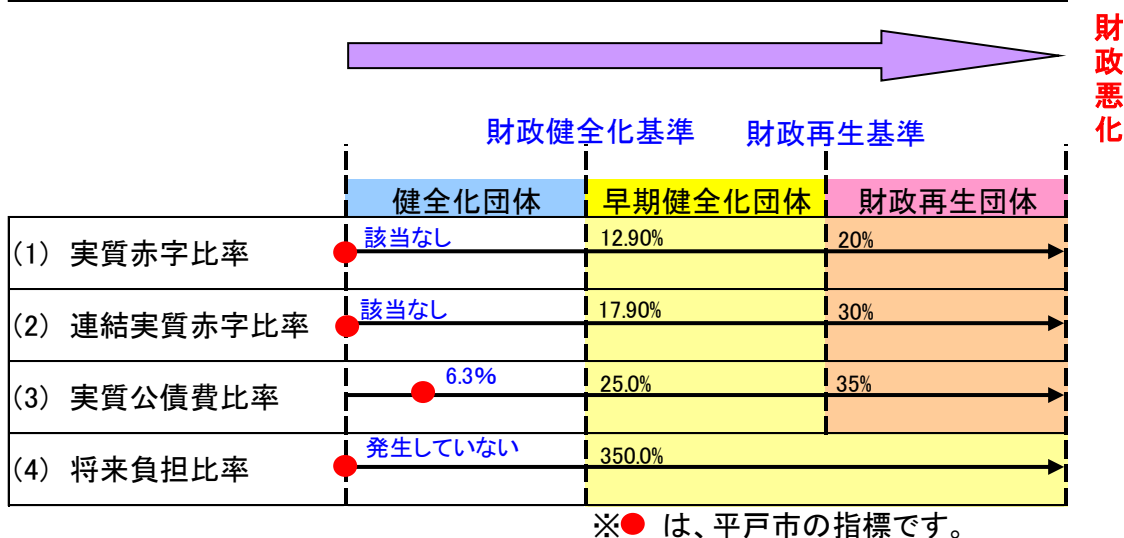 財政悪化
財政健全化基準 財政再生基準
健全化団体 早期健全化団体 財政再生団体
(1) 実質赤字比率 該当なし 12.90% 20%
(2) 連結実質赤字比率 該当なし 17.90% 30%
(3) 実質公債費比率 6.3% 25.0% 35%
(4) 将来負担比率 発生していない 350.0%
※● は、平戸市の指標です。